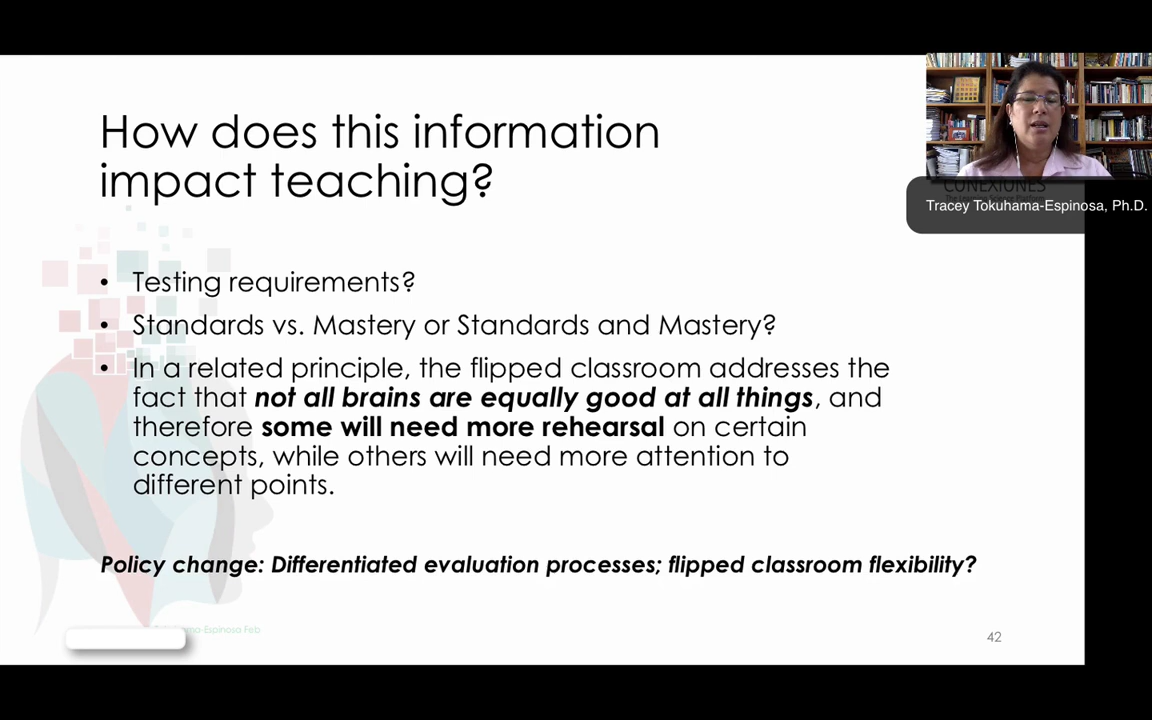 How does this information
impact teaching?
CONEXIONES
Tracey Tokuhama-Espinosa, Ph.D.
• Testing requirements?
• Standards vs. Mastery or Standards and Mastery?
• In a related principle, the flipped classroom addresses the
fact that not all brains are equally good at all things, and
therefore some will need more rehearsal on certain
concepts, while others will need more attention to
different points.
Policy change: Differentiated evaluation processes; flipped classroom flexibility?
ma-Espinosa Feb
42